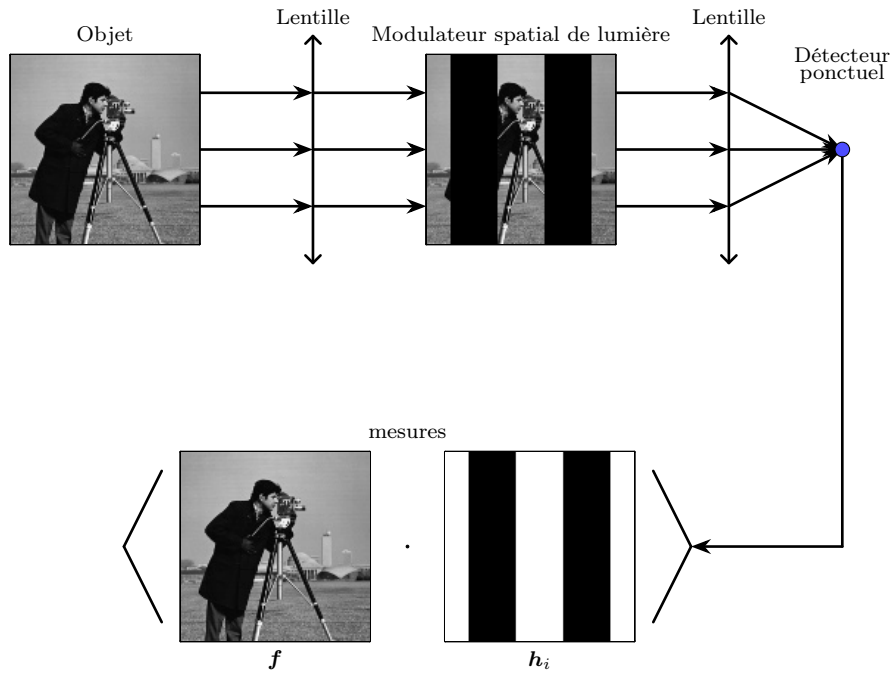 Objet
Lentille
Modulateur spatial de lumière
Lentille
Détecteur
ponctuel
mesures
.
f
h_i